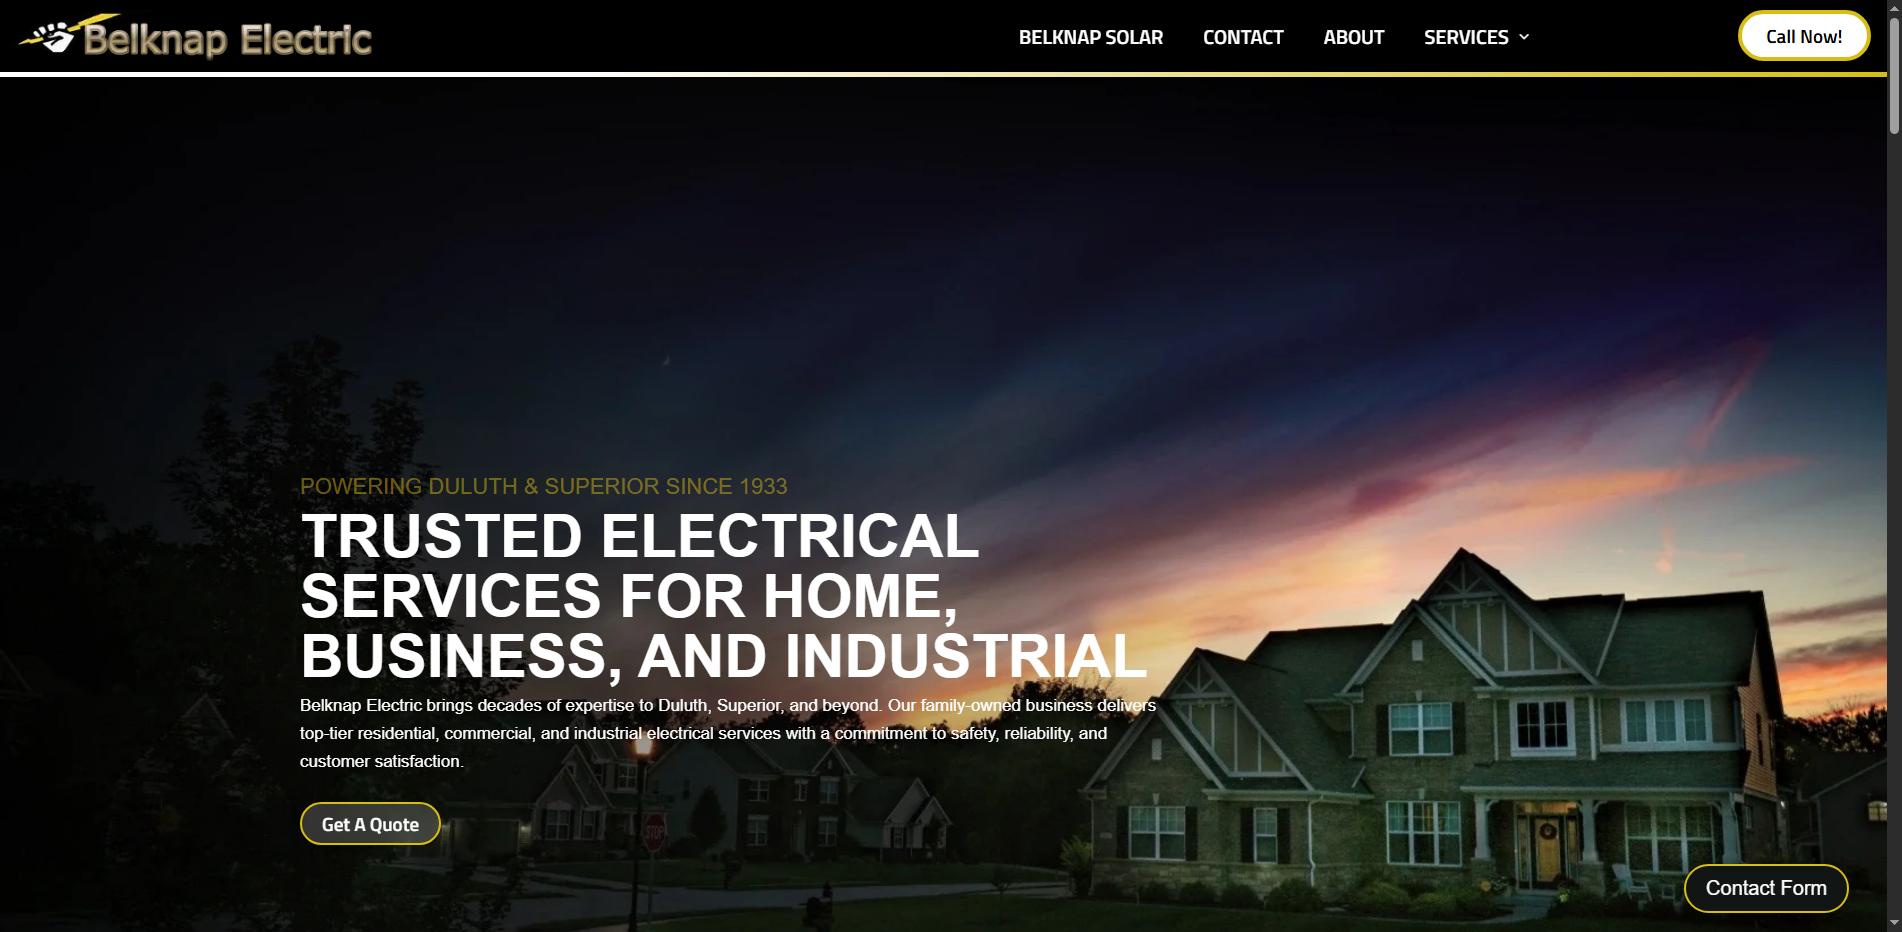 Belknap Electric
BELKNAP SOLAR
CONTACT
ABOUT
SERVICES
Call Now!
POWERING DULUTH & SUPERIOR SINCE 1933
TRUSTED ELECTRICAL
SERVICES FOR HOME,
BUSINESS, AND INDUSTRIAL
Belknap Electric brings decades of expertise to Duluth, Superior, and beyond. Our family-owned business delivers
top-tier residential, commercial, and industrial electrical services with a commitment to safety, reliability, and
customer satisfaction.
Get A Quote
STOP
Contact Form